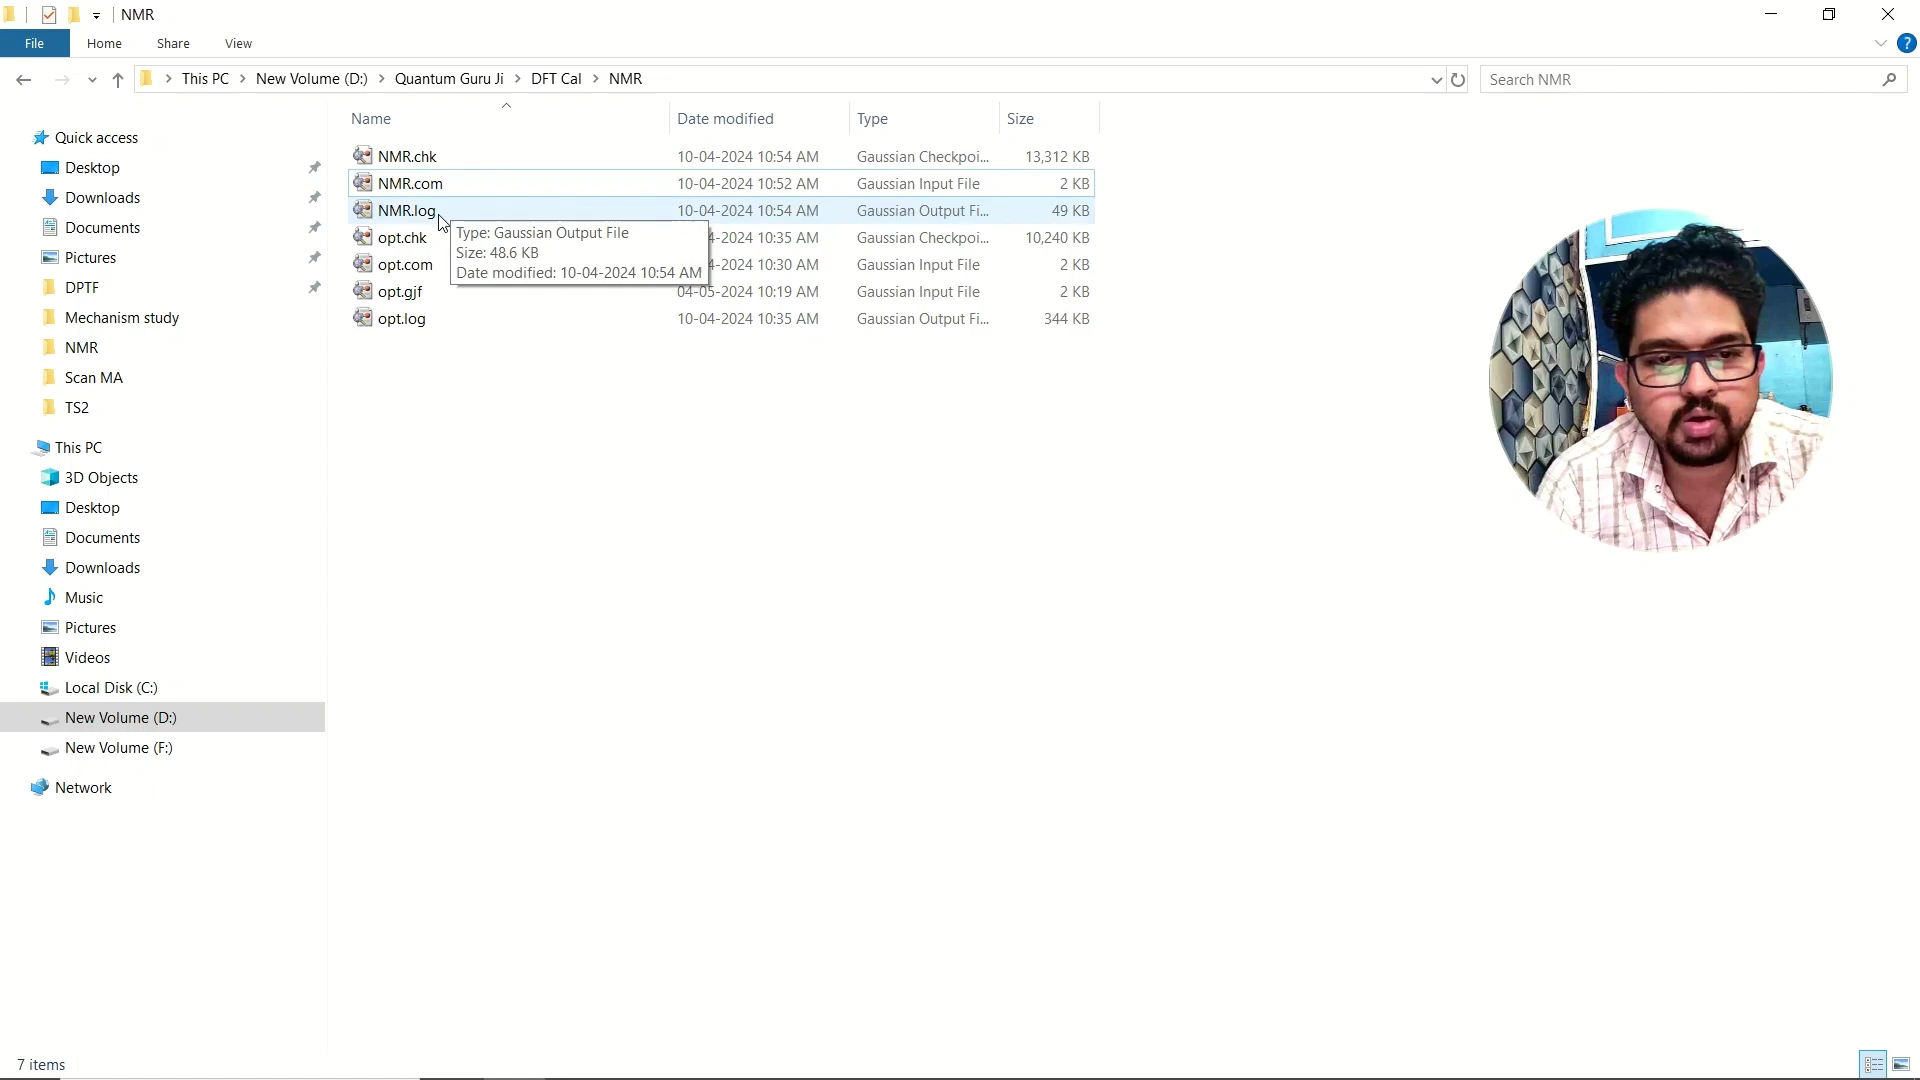 NMR
File Home Share View
This PC New Volume (D:) Quantum Guru Ji DFT Cal NMR
Search NMR
Name Date modified Type Size
NMR.chk 10-04-2024 10:54 AM Gaussian Checkpoi... 13,312 KB
NMR.com 10-04-2024 10:52 AM Gaussian Input File 2 KB
NMR.log 10-04-2024 10:54 AM Gaussian Output Fi... 49 KB
opt.chk 4-2024 10:35 AM Gaussian Checkpoi... 10,240 KB
opt.com 4-2024 10:30 AM Gaussian Input File 2 KB
opt.gjf 04-05-2024 10:19 AM Gaussian Input File 2 KB
opt.log 10-04-2024 10:35 AM Gaussian Output Fi... 344 KB
Type: Gaussian Output File
Size: 48.6 KB
Date modified: 10-04-2024 10:54 AM
Quick access
Desktop
Downloads
Documents
Pictures
DPTF
Mechanism study
NMR
Scan MA
TS2
This PC
3D Objects
Desktop
Documents
Downloads
Music
Pictures
Videos
Local Disk (C:)
New Volume (D:)
New Volume (F:)
Network
7 items